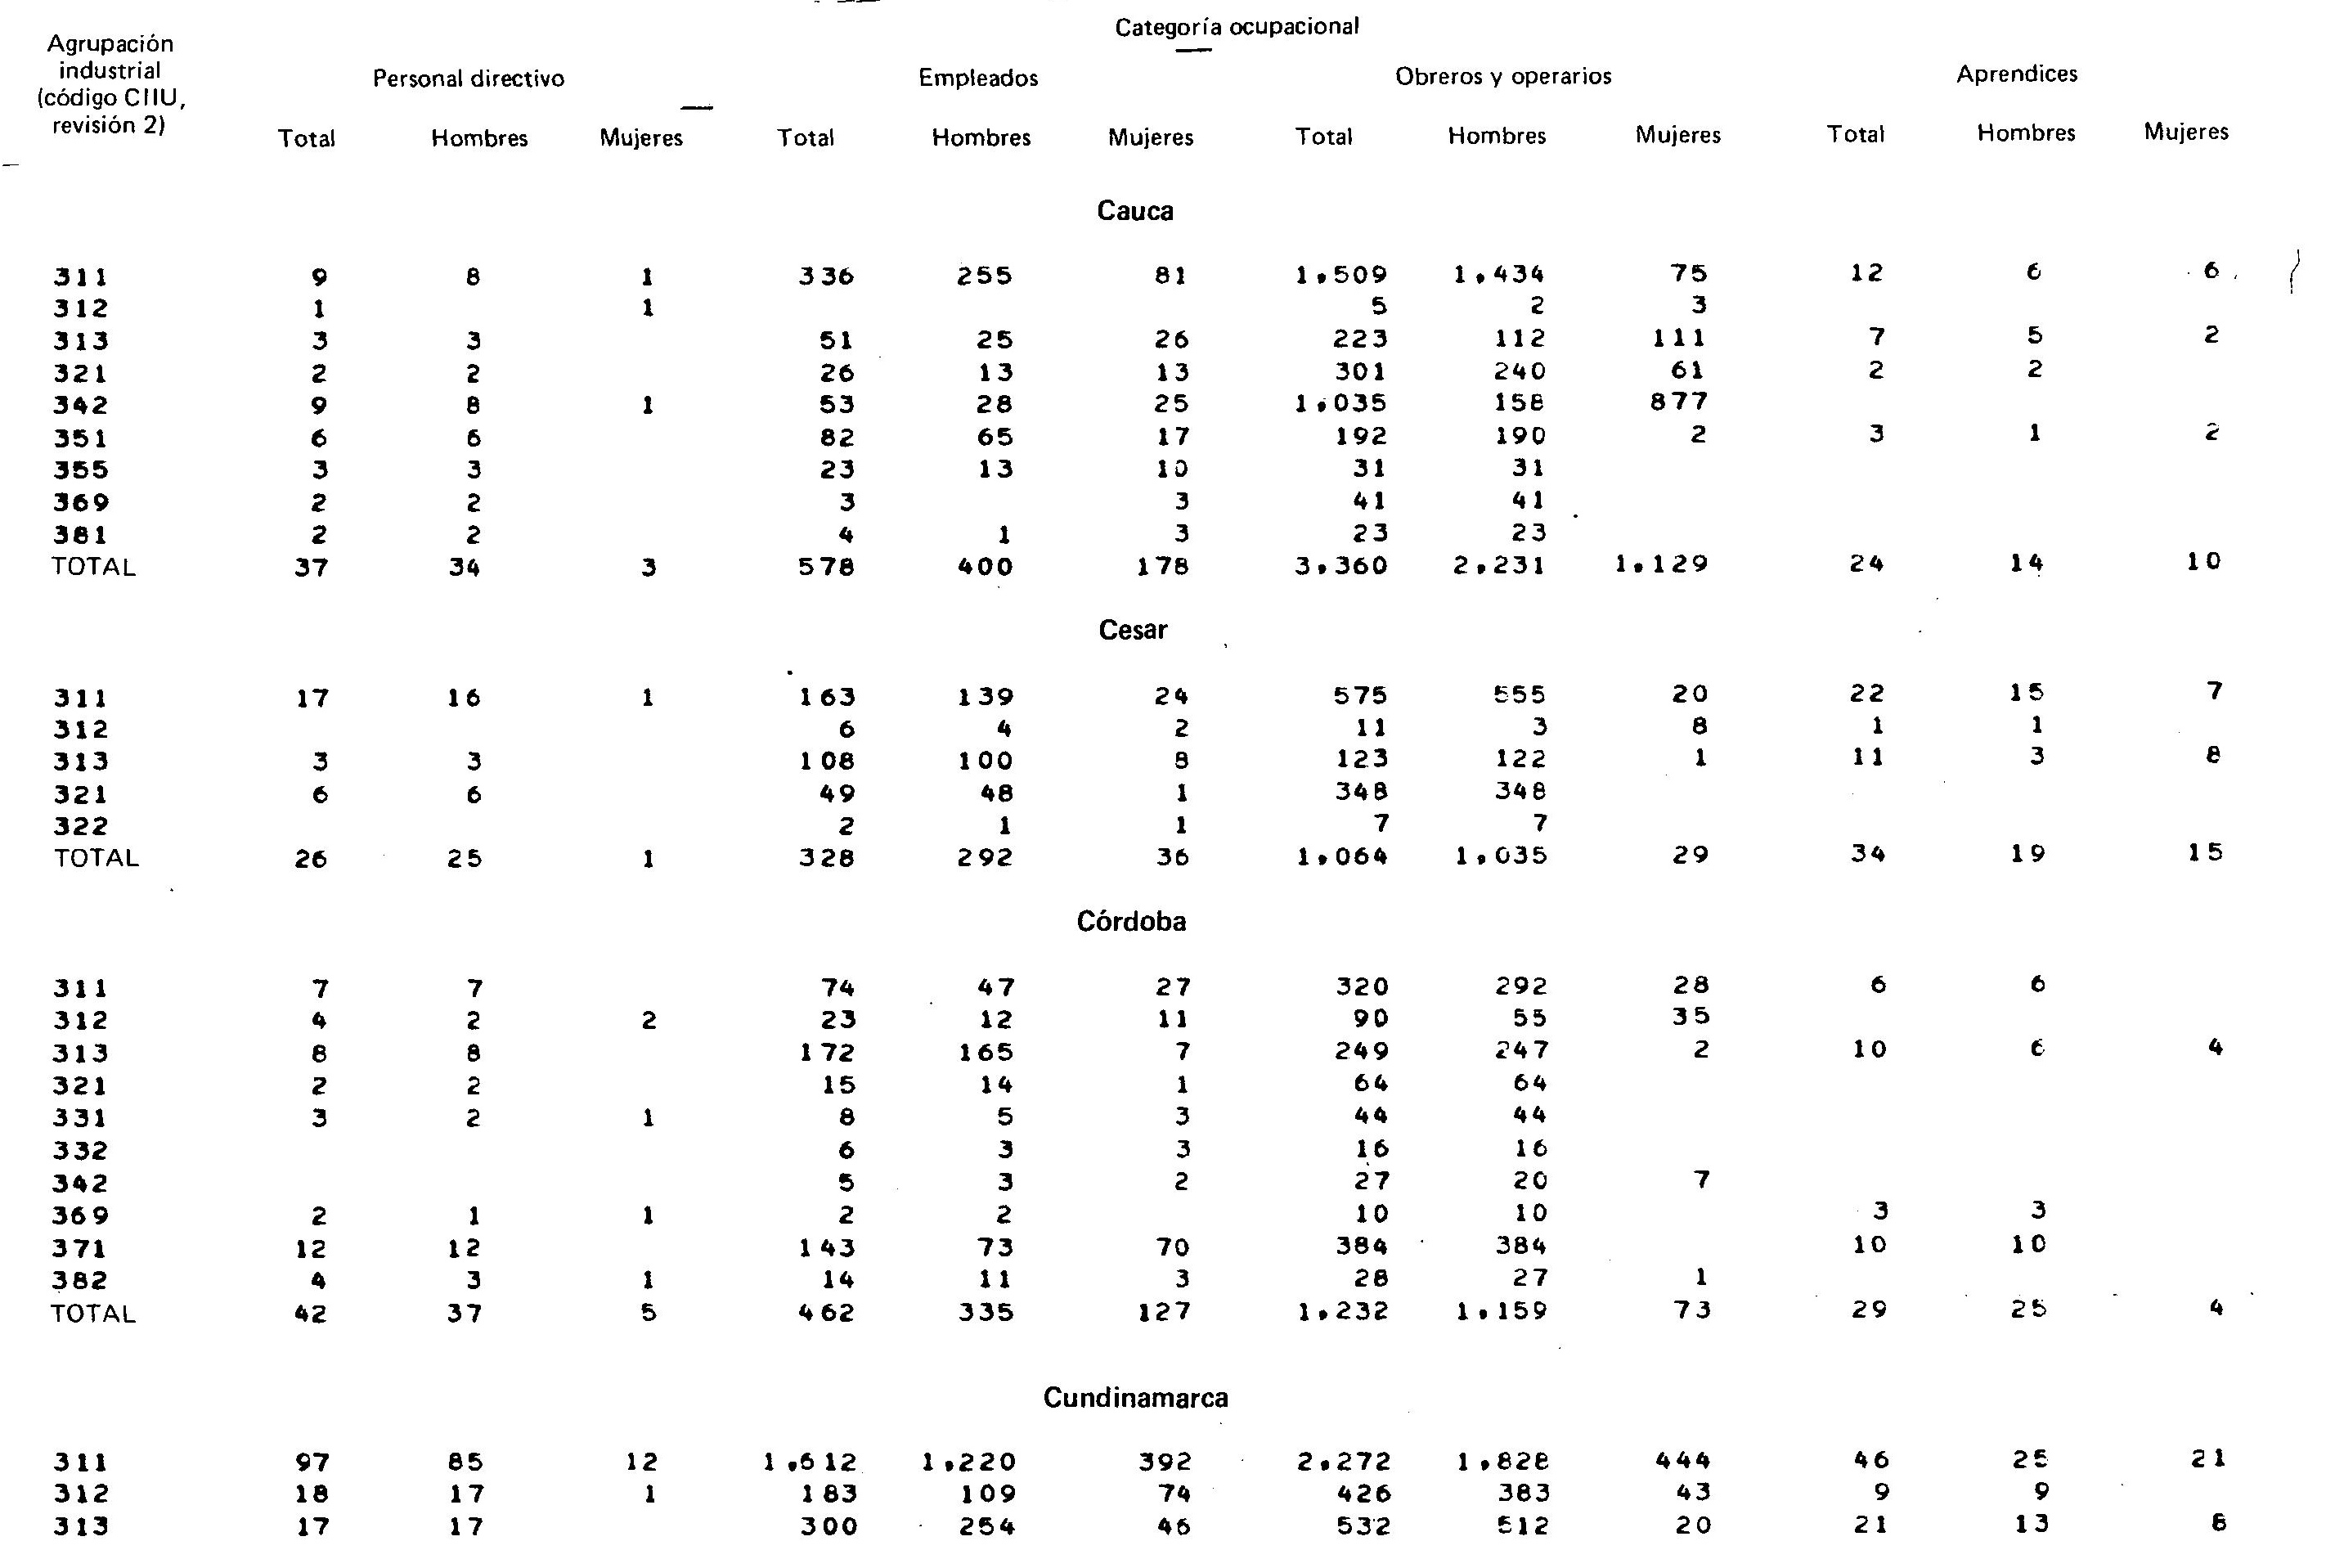 Categoría ocupacional
Agrupación industrial (código CIIU, revisión 2)
Personal directivo Empleados Obreros y operarios Aprendices
Total Hombres Mujeres Total Hombres Mujeres Total Hombres Mujeres Total Hombres Mujeres
Cauca
311 9 8 1 336 255 81 1,509 1,434 75 12 6 6
312 1 1 5 2 3
313 3 3 51 25 26 223 112 111 7 5 2
321 2 2 26 13 13 301 240 61 2 2
342 9 8 1 53 28 25 1,035 158 877
351 6 6 82 65 17 192 190 2 3 1 2
355 3 3 23 13 10 31 31
369 2 2 3 3 41 41
381 2 2 4 1 3 23 23
TOTAL 37 34 3 578 400 178 3,360 2,231 1,129 24 14 10
Cesar
311 17 16 1 163 139 24 575 555 20 22 15 7
312 6 4 2 11 3 8 1 1
313 3 3 108 100 8 123 122 1 11 3 8
321 6 6 49 48 1 348 348
322 2 1 1 7 7
TOTAL 26 25 1 328 292 36 1,064 1,035 29 34 19 15
Córdoba
311 7 7 74 47 27 320 292 28 6 6
312 4 2 2 23 12 11 90 55 35
313 8 8 172 165 7 249 247 2 10 6 4
321 2 2 15 14 1 64 64
331 3 2 1 8 5 3 44 44
332 6 3 3 16 16
342 5 3 2 27 20 7
369 2 1 1 2 2 10 10 3 3
371 12 12 143 73 70 384 384 10 10
382 4 3 1 14 11 3 28 27 1
TOTAL 42 37 5 462 335 127 1,232 1,159 73 29 25 4
Cundinamarca
311 97 85 12 1,612 1,220 392 2,272 1,828 444 46 25 21
312 18 17 1 183 109 74 426 383 43 9 9
313 17 17 300 254 46 532 512 20 21 13 8